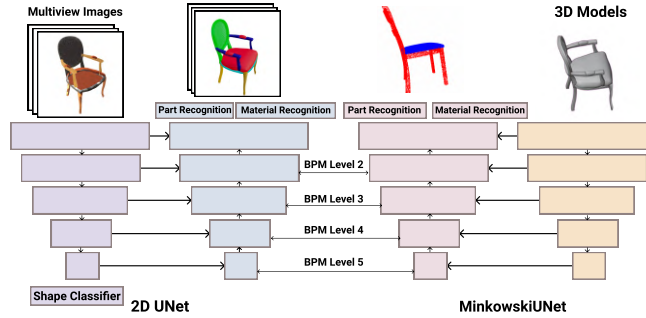 Multiview Images
3D Models
Part Recognition
Material Recognition
Part Recognition
Material Recognition
BPM Level 2
BPM Level 3
BPM Level 4
BPM Level 5
Shape Classifier
2D UNet
MinkowskiUNet